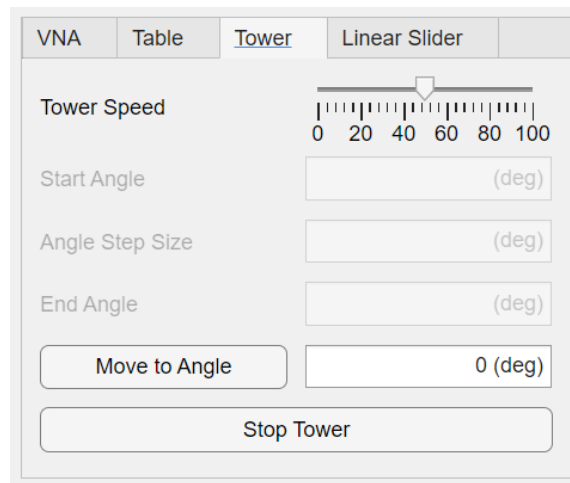 VNA Table Tower Linear Slider
Tower Speed
0 20 40 60 80 100
Start Angle (deg)
Angle Step Size (deg)
End Angle (deg)
Move to Angle 0 (deg)
Stop Tower